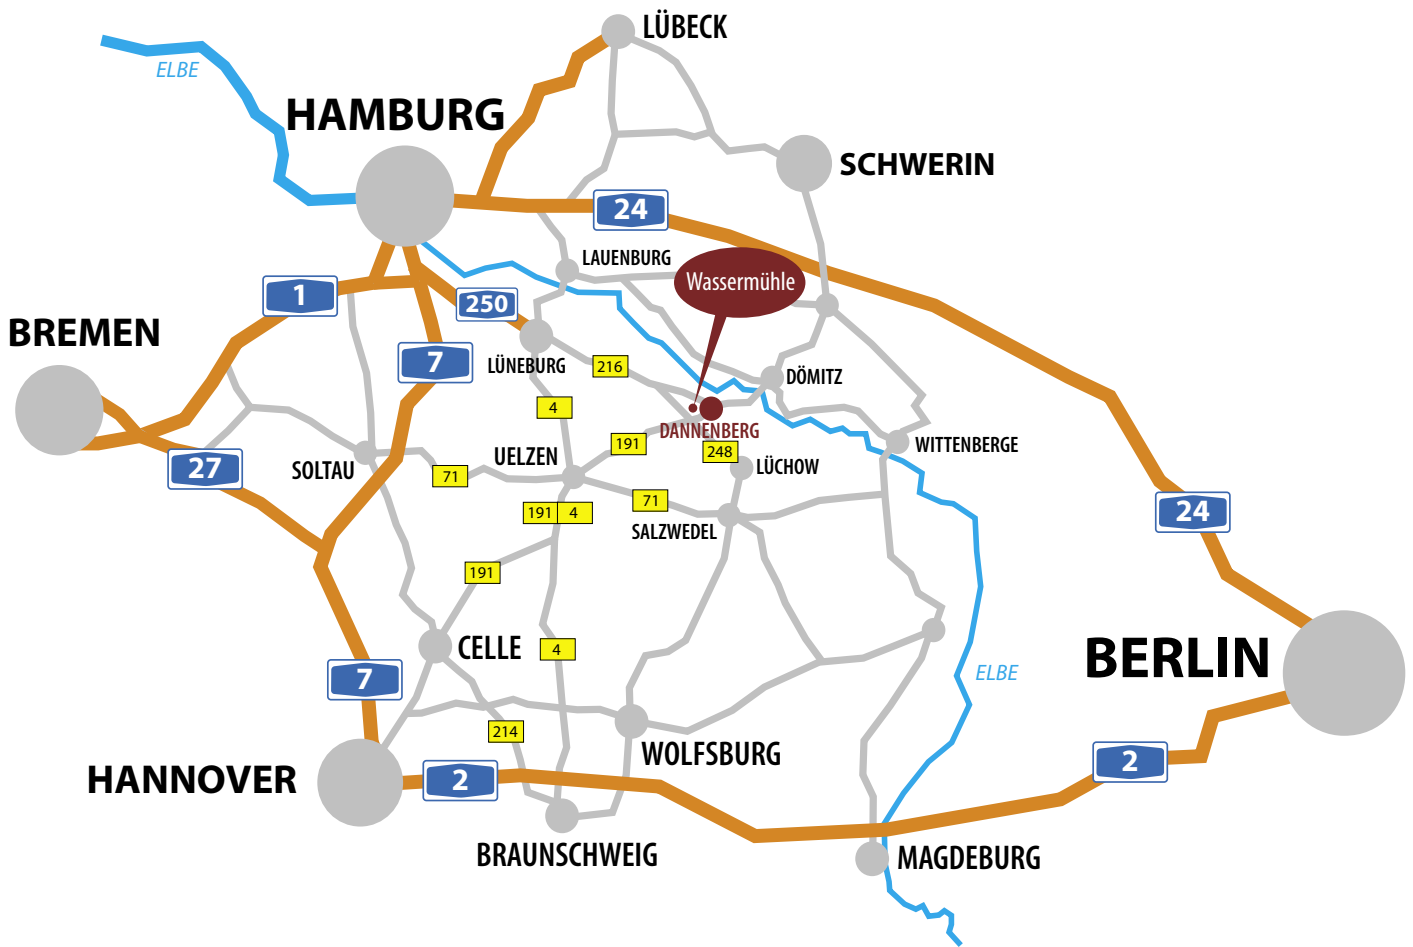 LÜBECK
ELBE
HAMBURG
SCHWERIN
24
LAUENBURG
Wassermühle
1
250
BREMEN
7
LÜNEBURG
216
DÖMITZ
4
DANNENBERG
191
WITTENBERGE
248
UELZEN
LÜCHOW
27
SOLTAU
71
71
191
4
24
SALZWEDEL
191
CELLE
4
BERLIN
ELBE
7
214
WOLFSBURG
2
HANNOVER
2
BRAUNSCHWEIG
MAGDEBURG